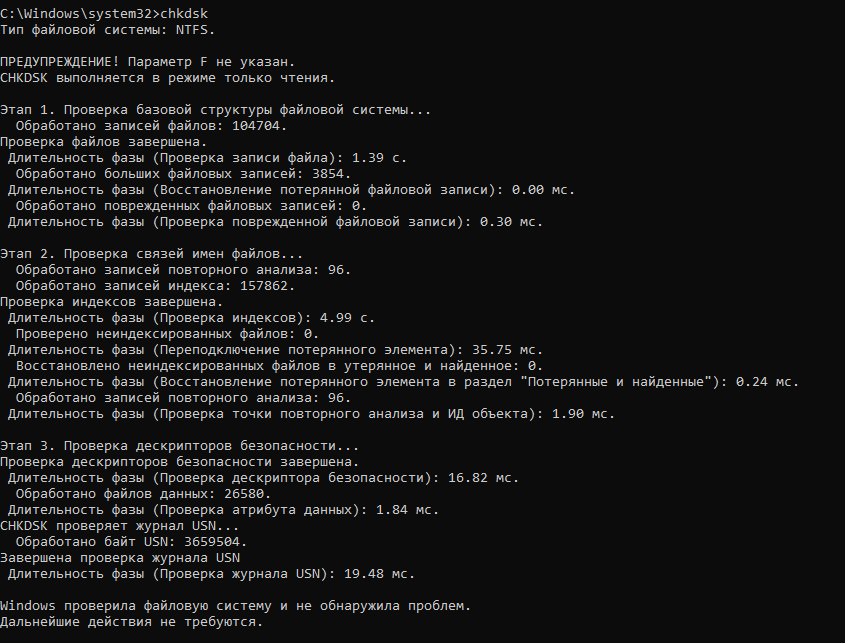 C:\Windows\system32>chkdsk
Тип файловой системы: NTFS.
ПРЕДУПРЕЖДЕНИЕ! Параметр F не указан.
CHKDSK выполняется в режиме только чтения.
Этап 1. Проверка базовой структуры файловой системы...
Обработано записей файлов: 104704.
Проверка файлов завершена.
Длительность фазы (Проверка записи файла): 1.39 с.
Обработано больших файловых записей: 3854.
Длительность фазы (Восстановление потерянной файловой записи): 0.00 мс.
Обработано поврежденных файловых записей: 0.
Длительность фазы (Проверка поврежденной файловой записи): 0.30 мс.
Этап 2. Проверка связей имен файлов...
Обработано записей повторного анализа: 96.
Обработано записей индекса: 157862.
Проверка индексов завершена.
Длительность фазы (Проверка индексов): 4.99 с.
Проверено неиндексированных файлов: 0.
Длительность фазы (Переподключение потерянного элемента): 35.75 мс.
Восстановлено неиндексированных файлов в утерянное и найденное: 0.
Длительность фазы (Восстановление потерянного элемента в раздел "Потерянные и найденные"): 0.24 мс.
Обработано записей повторного анализа: 96.
Длительность фазы (Проверка точки повторного анализа и ИД объекта): 1.90 мс.
Этап 3. Проверка дескрипторов безопасности...
Проверка дескрипторов безопасности завершена.
Длительность фазы (Проверка дескриптора безопасности): 16.82 мс.
Обработано файлов данных: 26580.
Длительность фазы (Проверка атрибута данных): 1.84 мс.
CHKDSK проверяет журнал USN...
Обработано байт USN: 3659504.
Завершена проверка журнала USN
Длительность фазы (Проверка журнала USN): 19.48 мс.
Windows проверила файловую систему и не обнаружила проблем.
Дальнейшие действия не требуются.